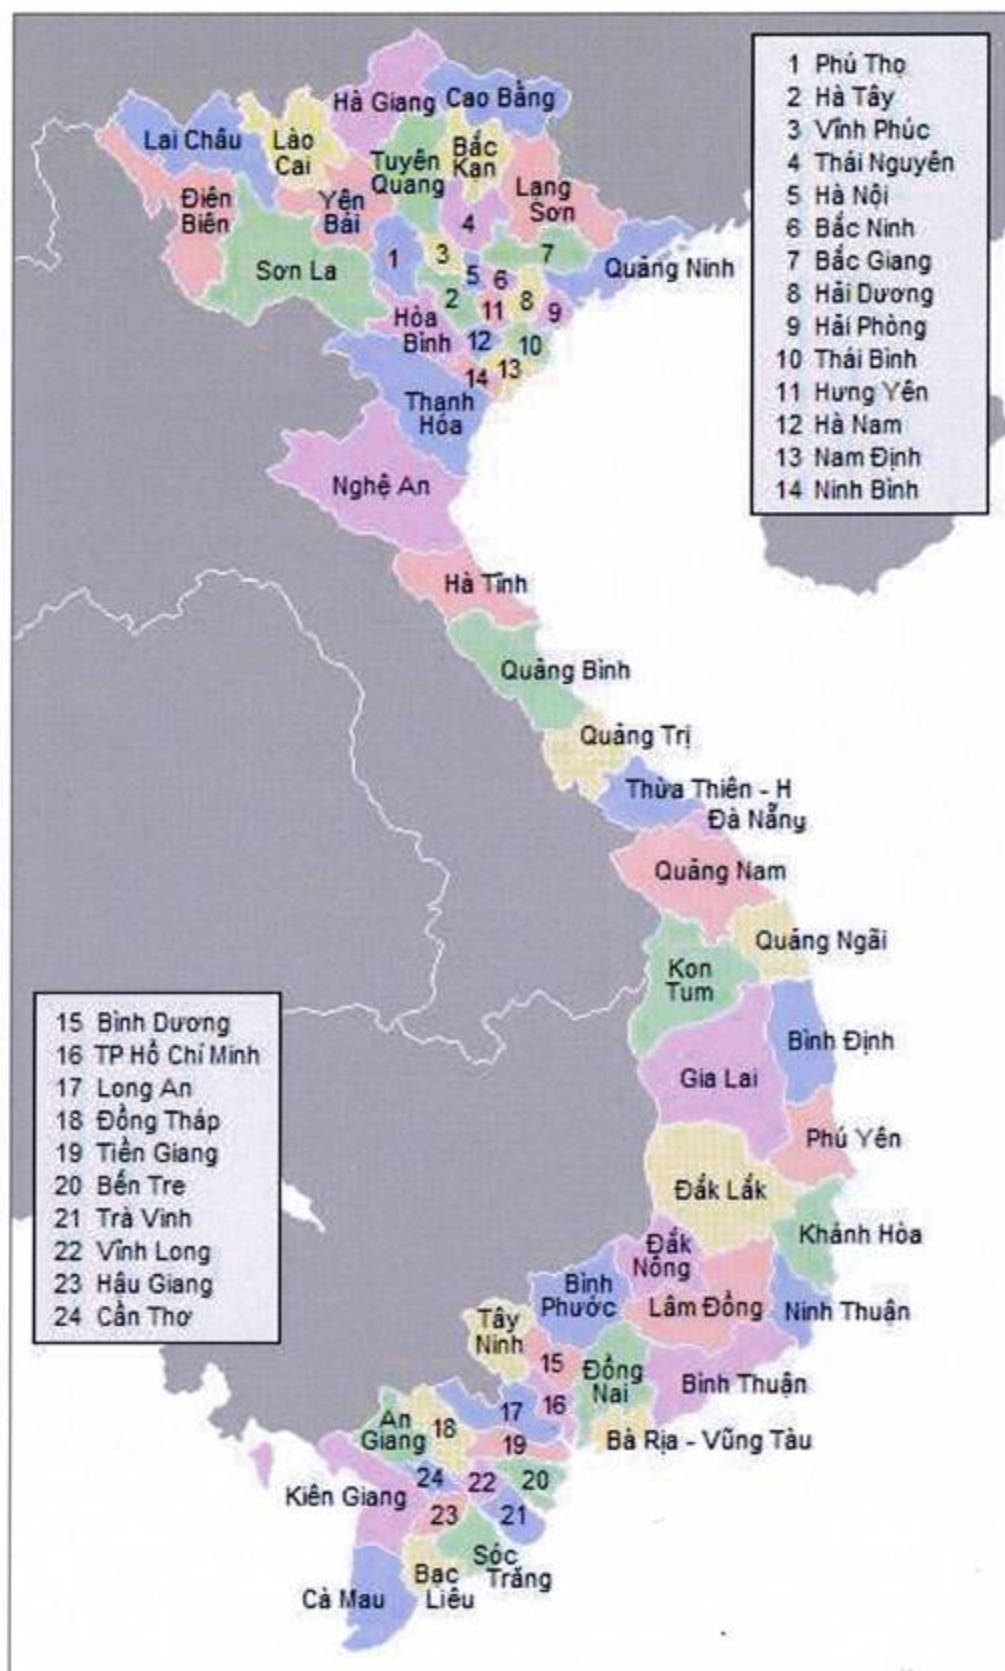 Hà Giang
Cao Bằng
Lai Châu
Lào
Cai
Tuyên
Quang
Bắc
Kạn
Lạng
Sơn
Điện
Biên
Yên
Bái
4
Sơn La
1
3
7
Quảng Ninh
5
6
2
11
8
9
Hòa
Bình
12
10
14
13
Thanh
Hóa
Nghệ An
Hà Tĩnh
Quảng Bình
Quảng Trị
Thừa Thiên - H
Đà Nẵng
Quảng Nam
Quảng Ngãi
Kon
Tum
Bình Định
Gia Lai
Phú Yên
Đắk Lắk
Khánh Hòa
Đắk
Nông
Bình
Phước
Lâm Đồng
Ninh Thuận
Tây
Ninh
15
Đồng
Nai
Bình Thuận
16
17
An
Giang
18
19
Bà Rịa - Vũng Tàu
24
22
20
Kiên Giang
23
21
Sóc
Trăng
Bạc
Liêu
Cà Mau
1 Phú Thọ
2 Hà Tây
3 Vĩnh Phúc
4 Thái Nguyên
5 Hà Nội
6 Bắc Ninh
7 Bắc Giang
8 Hải Dương
9 Hải Phòng
10 Thái Bình
11 Hưng Yên
12 Hà Nam
13 Nam Định
14 Ninh Bình
15 Bình Dương
16 TP Hồ Chí Minh
17 Long An
18 Đồng Tháp
19 Tiền Giang
20 Bến Tre
21 Trà Vinh
22 Vĩnh Long
23 Hậu Giang
24 Cần Thơ